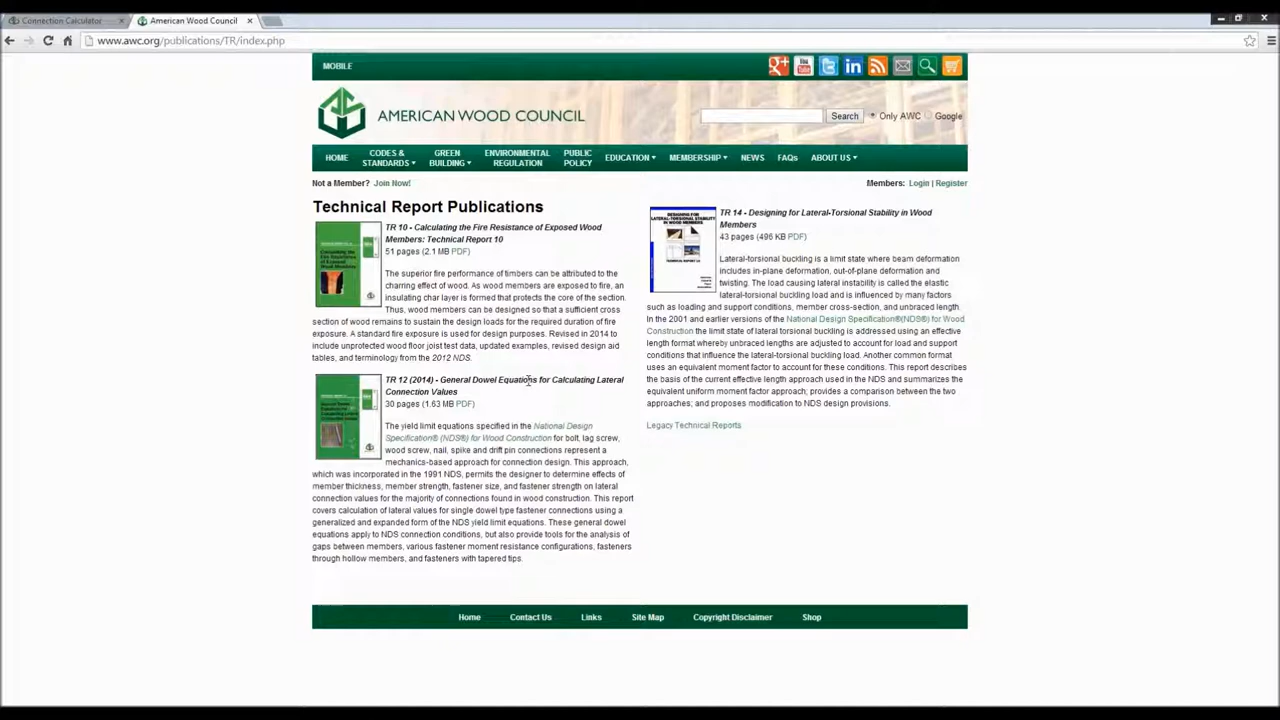 Connection Calculator
American Wood Council
www.awc.org/publications/TR/index.php
MOBILE
AMERICAN WOOD COUNCIL
Search
Only AWC
Google
HOME
CODES & STANDARDS
GREEN BUILDING
ENVIRONMENTAL REGULATION
PUBLIC POLICY
EDUCATION
MEMBERSHIP
NEWS
FAQs
ABOUT US
Not a Member? Join Now!
Members: Login | Register
Technical Report Publications
TR 10 - Calculating the Fire Resistance of Exposed Wood
Members: Technical Report 10
51 pages (2.1 MB PDF)
The superior fire performance of timbers can be attributed to the
charring effect of wood. As wood members are exposed to fire, an
insulating char layer is formed that protects the core of the section.
Thus, wood members can be designed so that a sufficient cross
section of wood remains to sustain the design loads for the required duration of fire
exposure. A standard fire exposure is used for design purposes. Revised in 2014 to
include unprotected wood floor joist test data, updated examples, revised design aid
tables, and terminology from the 2012 NDS.
TR 12 (2014) - General Dowel Equations for Calculating Lateral
Connection Values
30 pages (1.63 MB PDF)
The yield limit equations specified in the National Design
Specification® (NDS®) for Wood Construction for bolt, lag screw,
wood screw, nail, spike and drift pin connections represent a
mechanics-based approach for connection design. This approach,
which was incorporated in the 1991 NDS, permits the designer to determine effects of
member thickness, member strength, fastener size, and fastener strength on lateral
connection values for the majority of connections found in wood construction. This report
covers calculation of lateral values for single dowel type fastener connections using a
generalized and expanded form of the NDS yield limit equations. These general dowel
equations apply to NDS connection conditions, but also provide tools for the analysis of
gaps between members, various fastener moment resistance configurations, fasteners
through hollow members, and fasteners with tapered tips.
TR 14 - Designing for Lateral-Torsional Stability in Wood
Members
43 pages (496 KB PDF)
Lateral-torsional buckling is a limit state where beam deformation
includes in-plane deformation, out-of-plane deformation and
twisting. The load causing lateral instability is called the elastic
lateral-torsional buckling load and is influenced by many factors
such as loading and support conditions, member cross-section, and unbraced length.
In the 2001 and earlier versions of the National Design Specification®(NDS®) for Wood
Construction the limit state of lateral torsional buckling is addressed using an effective
length format whereby unbraced lengths are adjusted to account for load and support
conditions that influence the lateral-torsional buckling load. Another common format
uses an equivalent moment factor to account for these conditions. This report describes
the basis of the current effective length approach used in the NDS and summarizes the
equivalent uniform moment factor approach; provides a comparison between the two
approaches; and proposes modification to NDS design provisions.
Legacy Technical Reports
Home
Contact Us
Links
Site Map
Copyright Disclaimer
Shop